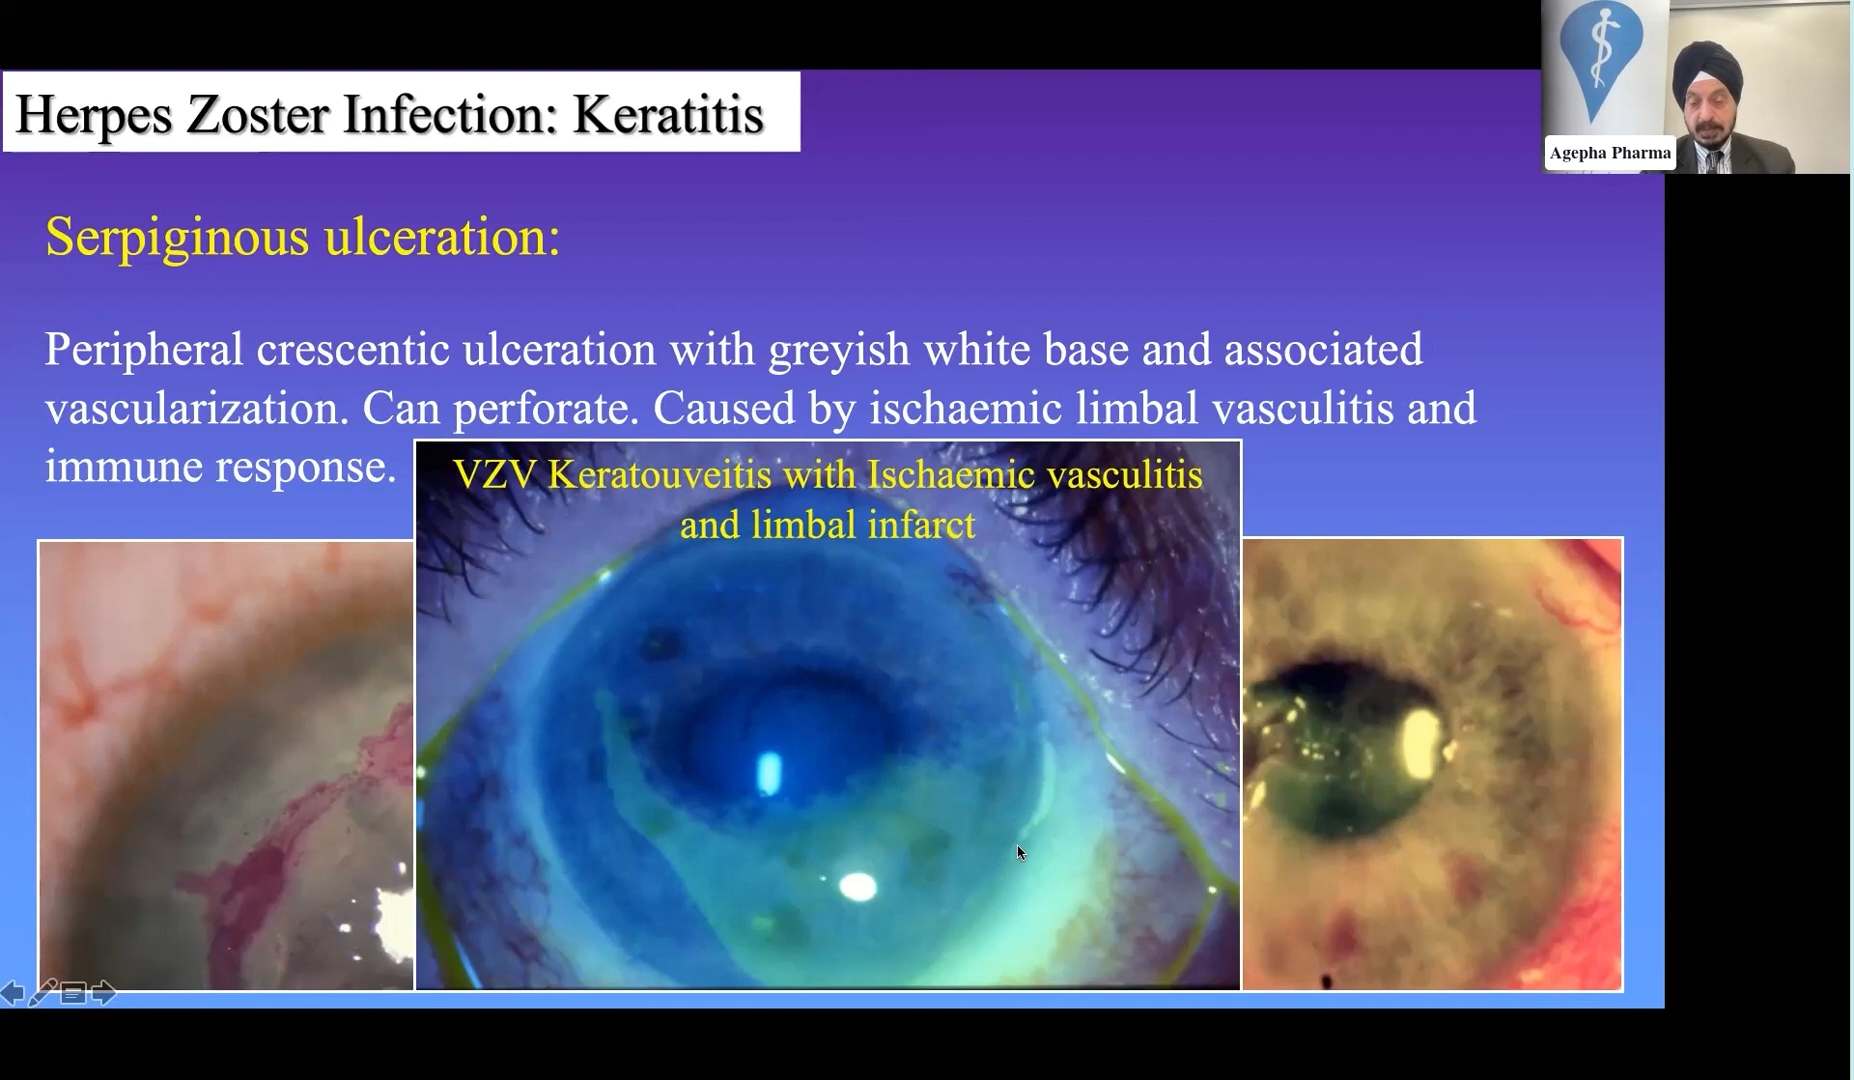 Herpes Zoster Infection: Keratitis
Agepha Pharma
Serpiginous ulceration:
Peripheral crescentic ulceration with greyish white base and associated
vascularization. Can perforate. Caused by ischaemic limbal vasculitis and
immune response.
VZV Keratouveitis with Ischaemic vasculitis
and limbal infarct